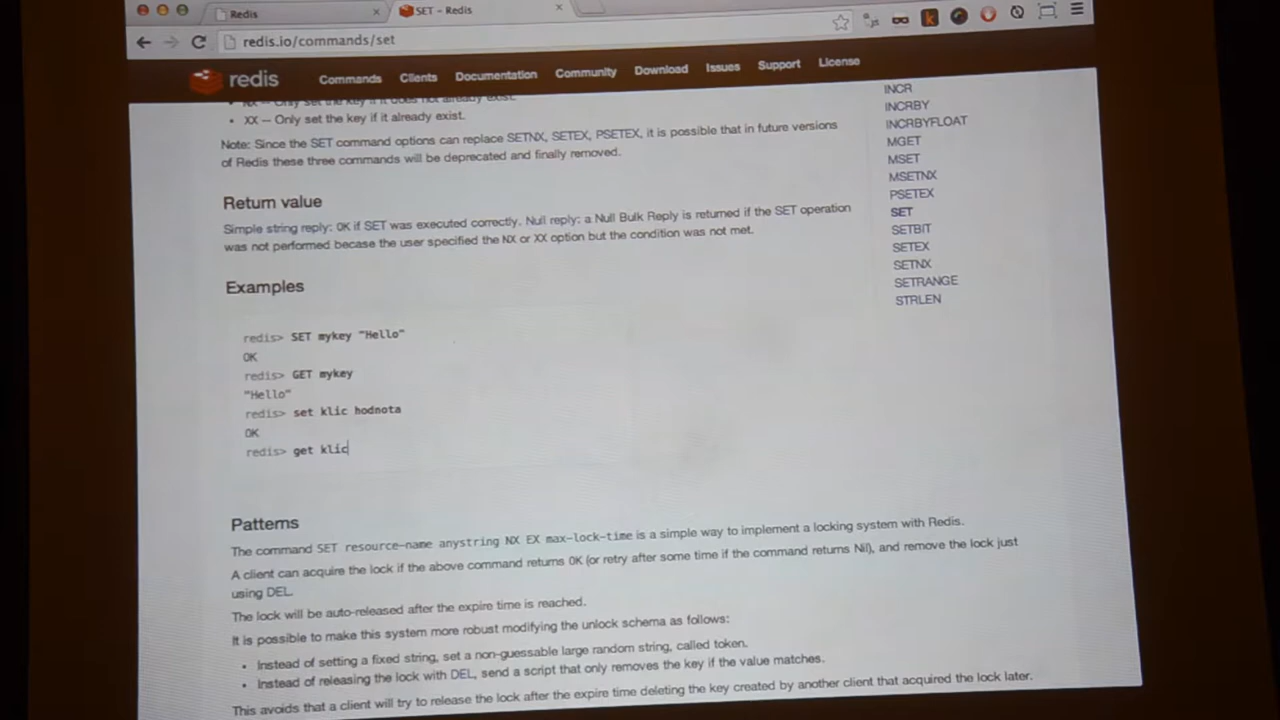 Redis
SET - Redis
redis.io/commands/set
redis Commands Clients Documentation Community Download Issues Support License
NX — Only set the key if it does not already exist.
XX — Only set the key if it already exist.
Note: Since the SET command options can replace SETNX, SETEX, PSETEX, it is possible that in future versions
of Redis these three commands will be deprecated and finally removed.
Return value
Simple string reply: OK if SET was executed correctly. Null reply: a Null Bulk Reply is returned if the SET operation
was not performed becase the user specified the NX or XX option but the condition was not met.
Examples
redis> SET mykey "Hello"
OK
redis> GET mykey
"Hello"
redis> set klic hodnota
OK
redis> get klic
Patterns
The command SET resource-name anystring NX EX max-lock-time is a simple way to implement a locking system with Redis.
A client can acquire the lock if the above command returns OK (or retry after some time if the command returns Nil), and remove the lock just
using DEL.
The lock will be auto-released after the expire time is reached.
It is possible to make this system more robust modifying the unlock schema as follows:
Instead of setting a fixed string, set a non-guessable large random string, called token.
Instead of releasing the lock with DEL, send a script that only removes the key if the value matches.
This avoids that a client will try to release the lock after the expire time deleting the key created by another client that acquired the lock later.
INCR
INCRBY
INCRBYFLOAT
MGET
MSET
MSETNX
PSETEX
SET
SETBIT
SETEX
SETNX
SETRANGE
STRLEN